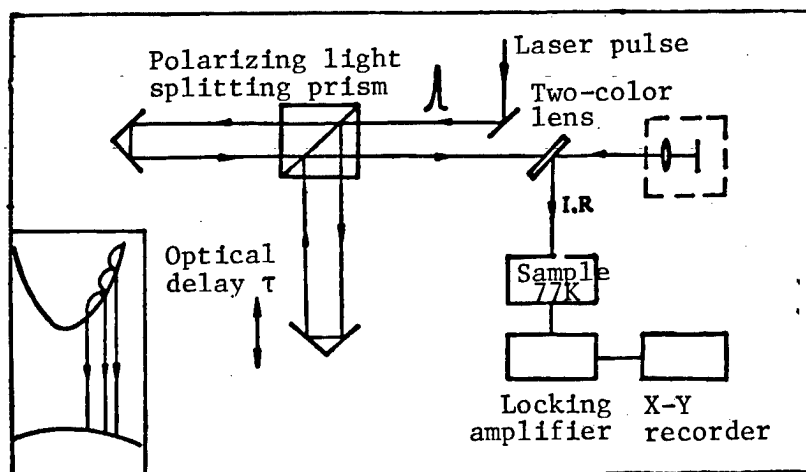 Laser pulse
Polarizing light
splitting prism
Two-color
lens
I.R
Optical
delay τ
Sample
77K
Locking
amplifier
X-Y
recorder